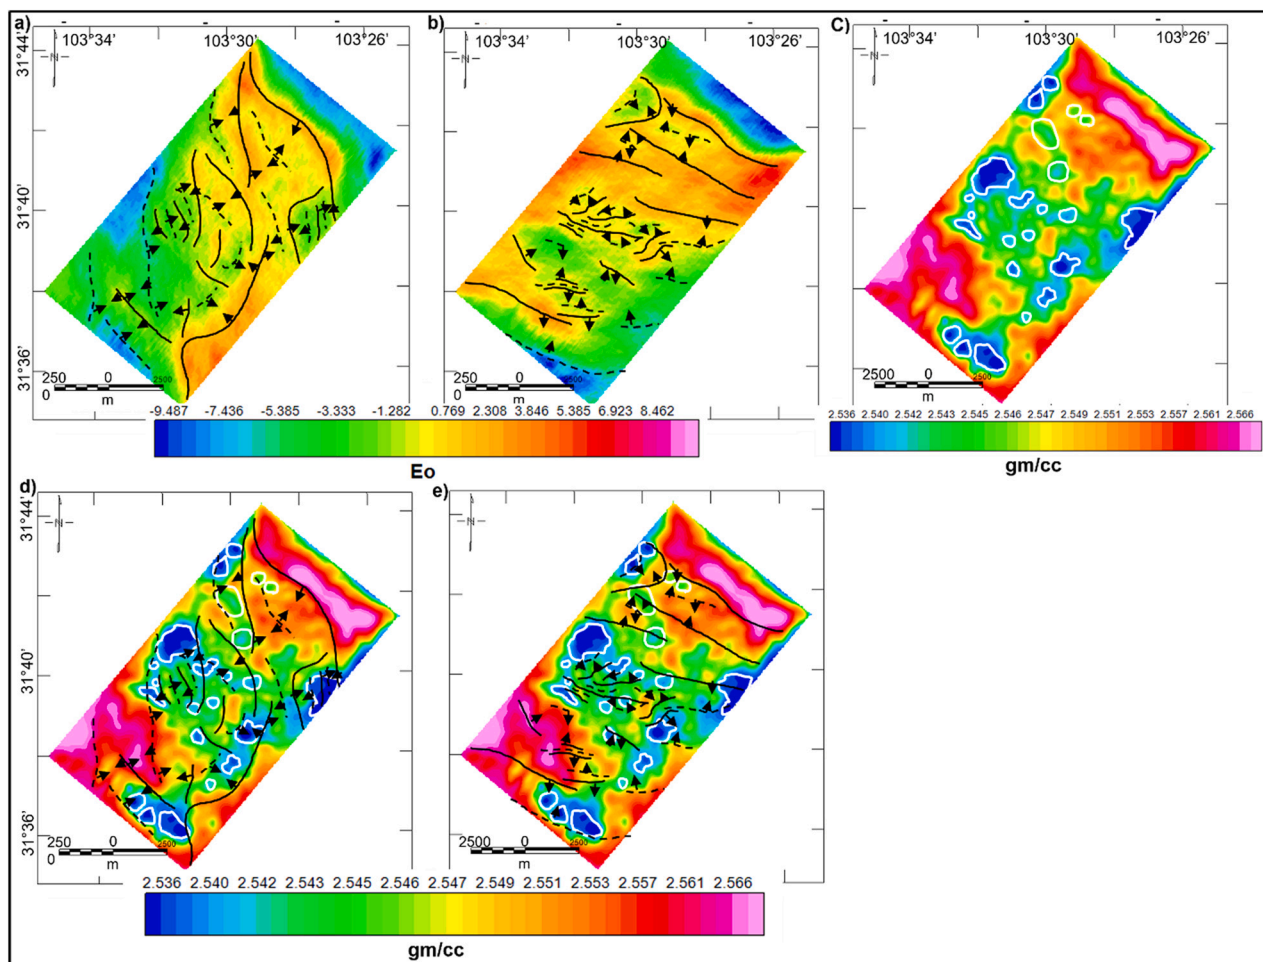 a) b) C)
103°34' 103°30' 103°26' 103°34' 103°30' 103°26' 103°34' 103°30' 103°26'
31°44'
N N N
31°40'
31°36'
250 0 2500 250 0 2500 2500 0 2500
0 m 0 m m
-9.487 -7.436 -5.385 -3.333 -1.282 0.769 2.308 3.846 5.385 6.923 8.462
2.536 2.540 2.542 2.543 2.545 2.546 2.547 2.549 2.551 2.553 2.557 2.561 2.566
Eo
gm/cc
d) e)
31°44'
N N
31°40'
31°36'
250 0 2500 2500 0 2500
0 m m
2.536 2.540 2.542 2.543 2.545 2.546 2.547 2.549 2.551 2.553 2.557 2.561 2.566
gm/cc